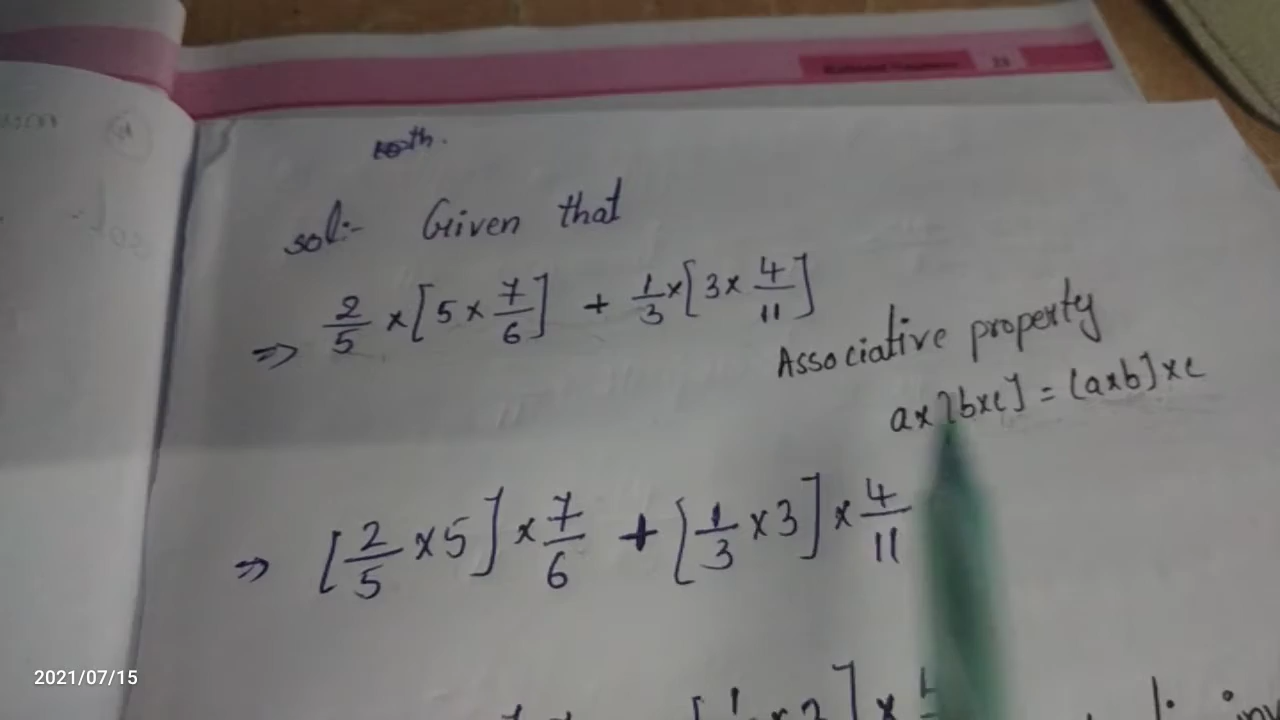 sol:- Given that
⇒ 2/5 × [5 × 7/6] + 1/3 × [3 × 4/11]
Associative property
a×[b×c] = [a×b]×c
⇒ [2/5 × 5] × 7/6 + [1/3 × 3] × 4/11
2021/07/15